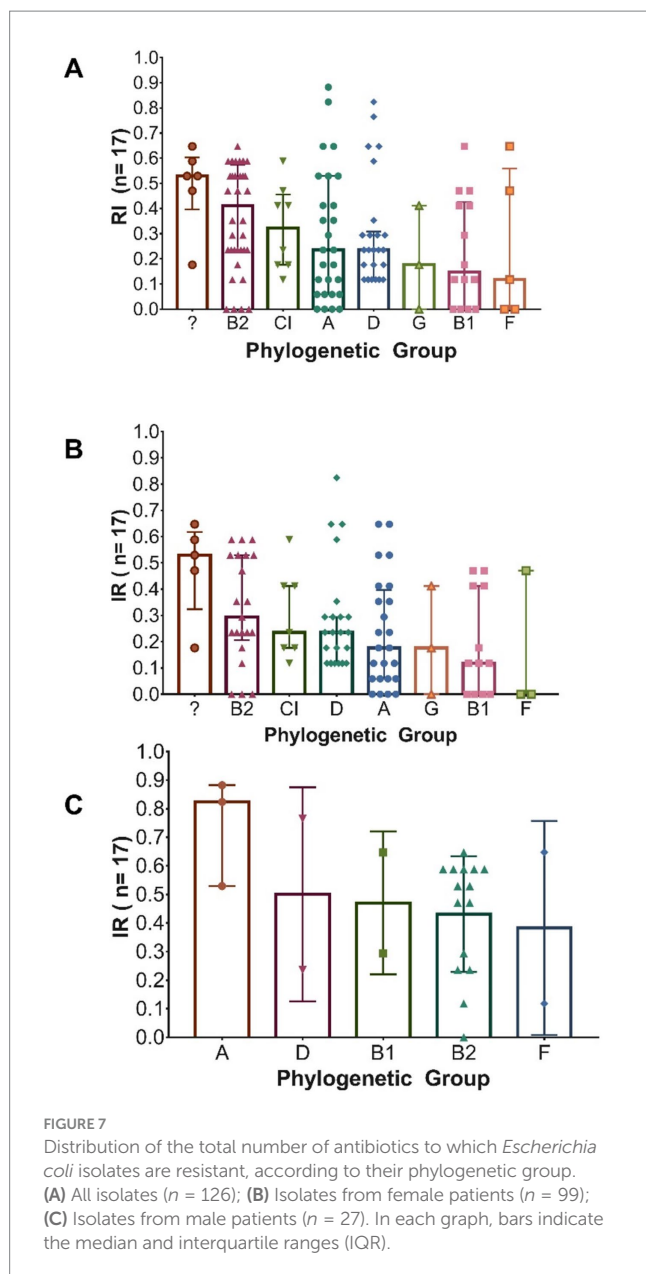 A
RI (n= 17)
1.0
0.9
0.8
0.7
0.6
0.5
0.4
0.3
0.2
0.1
0.0
? B2 CI A D G B1 F
Phylogenetic Group
B
IR ( n= 17)
1.0
0.9
0.8
0.7
0.6
0.5
0.4
0.3
0.2
0.1
0.0
? B2 CI D A G B1 F
Phylogenetic Group
C
IR ( n= 17)
1.0
0.9
0.8
0.7
0.6
0.5
0.4
0.3
0.2
0.1
0.0
A D B1 B2 F
Phylogenetic Group
FIGURE 7
Distribution of the total number of antibiotics to which Escherichia
coli isolates are resistant, according to their phylogenetic group.
(A) All isolates (n = 126); (B) Isolates from female patients (n = 99);
(C) Isolates from male patients (n = 27). In each graph, bars indicate
the median and interquartile ranges (IQR).